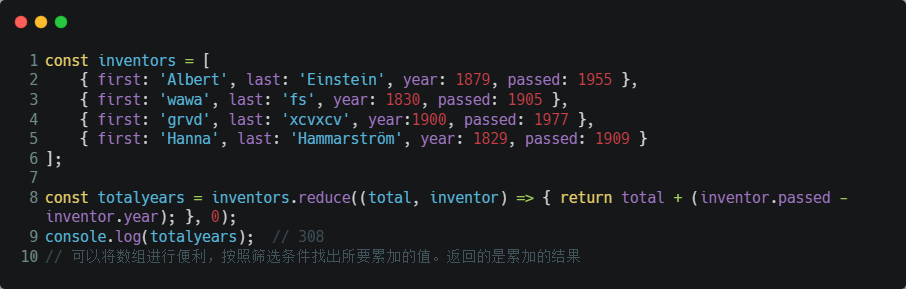 1 const inventors = [
2     { first: 'Albert', last: 'Einstein', year: 1879, passed: 1955 },
3     { first: 'wawa', last: 'fs', year: 1830, passed: 1905 },
4     { first: 'grvd', last: 'xcvxcv', year:1900, passed: 1977 },
5     { first: 'Hanna', last: 'Hammarström', year: 1829, passed: 1909 }
6 ];
7
8 const totalyears = inventors.reduce((total, inventor) => { return total + (inventor.passed -
inventor.year); }, 0);
9 console.log(totalyears);  // 308
10 // 可以将数组进行便利，按照筛选条件找出所要累加的值。返回的是累加的结果